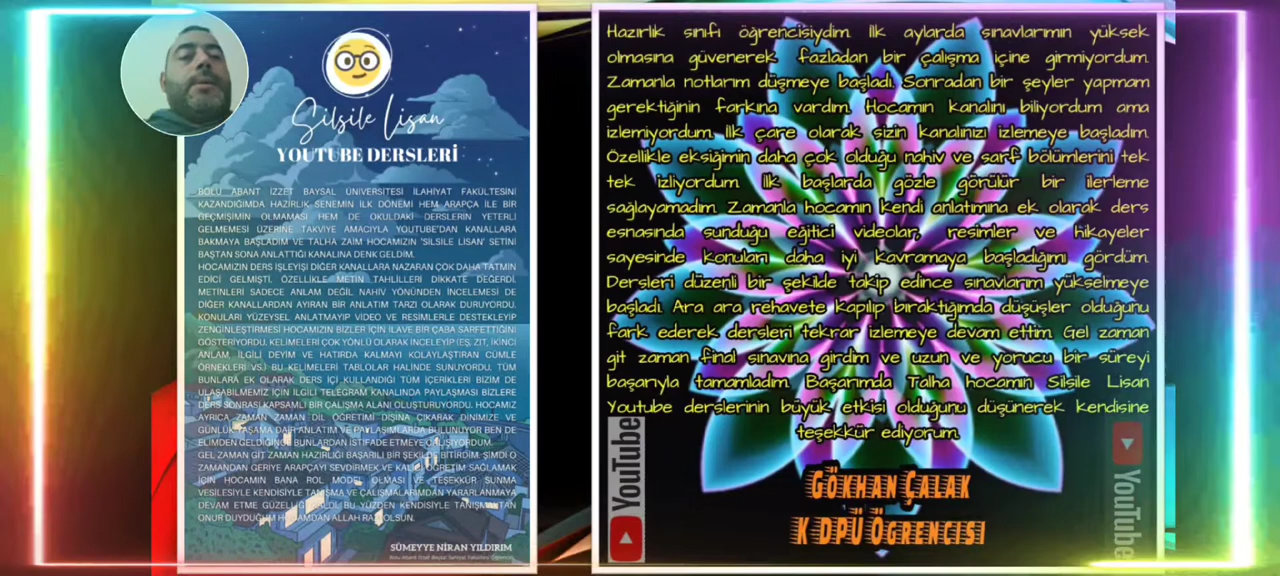 Silsile Lisan
YOUTUBE DERSLERİ
BOLU ABANT İZZET BAYSAL ÜNİVERSİTESİ İLAHİYAT FAKÜLTESİNİ
KAZANDIĞIMDA HAZIRLIK SENEMİN İLK DÖNEMİ HEM ARAPÇA İLE BİR
GEÇMİŞİMİN OLMAMASI HEM DE OKULDAKİ DERSLERİN YETERLİ
GELMEMESİ ÜZERİNE TAKVİYE AMACIYLA YOUTUBE'DAN KANALLARA
BAKMAYA BAŞLADIM VE TALHA ZAİM HOCAMIZIN 'SILSILE LISAN' SETİNİ
BAŞTAN SONA ANLATTIĞI KANALINA DENK GELDİM.
HOCAMIZIN DERS İŞLEYİŞİ DİĞER KANALLARA NAZARAN ÇOK DAHA TATMİN
EDİCİ GELMİŞTİ. ÖZELLİKLE METİN TAHLİLLERİ DİKKATE DEĞERDİ.
METİNLERİ SADECE ANLAM DEĞİL NAHİV YÖNÜNDEN İNCELEMESİ DE
DİĞER KANALLARDAN AYIRAN BİR ANLATIM TARZI OLARAK DURUYORDU.
KONULARI YÜZEYSEL ANLATMAYIP VİDEO VE RESİMLERLE DESTEKLEYİP
ZENGİNLEŞTİRMESİ HOCAMIZIN BİZLER İÇİN İLAVE BİR ÇABA SARFETTİĞİNİ
GÖSTERİYORDU. KELİMELERİ ÇOK YÖNLÜ OLARAK İNCELEYİP (EŞ, ZIT, İKİNCİ
ANLAM, İLGİLİ DEYİM VE HATIRDA KALMAYI KOLAYLAŞTIRAN CÜMLE
ÖRNEKLERİ VS.) BU KELİMELERİ TABLOLAR HALİNDE SUNUYORDU. TÜM
BUNLARA EK OLARAK DERS İÇİ KULLANDIĞI TÜM İÇERİKLERİ BİZİM DE
ULAŞABİLMEMİZ İÇİN İLGİLİ TELEGRAM KANALINDA PAYLAŞMASI BİZLERE
DERS SONRASI KAPSAMLI BİR ÇALIŞMA ALANI OLUŞTURUYORDU. HOCAMIZ
AYRICA ZAMAN ZAMAN DİL ÖĞRETİMİ DIŞINA ÇIKARAK DİNİMİZE VE
GÜNLÜK YAŞAMA DAİR ANLATIM VE PAYLAŞIMLARDA BULUNUYOR BEN DE
ELİMDEN GELDİĞİNCE BUNLARDAN İSTİFADE ETMEYE ÇALIŞIYORDUM.
GEL ZAMAN GİT ZAMAN HAZIRLIĞI BAŞARILI BİR ŞEKİLDE BİTİRDİM. ŞİMDİ O
ZAMANDAN GERİYE ARAPÇAYI SEVDİRMEK VE KALICI ÖĞRETİM SAĞLAMAK
İÇİN HOCAMIN BANA ROL MODEL OLMASI VE TEŞEKKÜR SUNMA
VESİLESİYLE KENDİSİYLE TANIŞMA VE ÇALIŞMALARIMDAN YARARLANMAYA
DEVAM ETME GÜZELLİĞİ KALDI. BU YÜZDEN KENDİSİYLE TANIŞMAKTAN
ONUR DUYDUĞUM HOCAMDAN ALLAH RAZI OLSUN.
SÜMEYYE NİRAN YILDIRIM
Hazırlık sınıfı öğrencisiydim. İlk aylarda sınavlarımın yüksek
olmasına güvenerek fazladan bir çalışma içine girmiyordum.
Zamanla notlarım düşmeye başladı. Sonradan bir şeyler yapmam
gerektiğinin farkına vardım. Hocamın kanalını biliyordum ama
izlemiyordum. İlk çare olarak sizin kanalınızı izlemeye başladım.
Özellikle eksiğimin daha çok olduğu nahiv ve sarf bölümlerini tek
tek izliyordum. İlk başlarda gözle görülür bir ilerleme
sağlayamadım. Zamanla hocamın kendi anlatımına ek olarak ders
esnasında sunduğu eğitici videolar, resimler ve hikayeler
sayesinde konuları daha iyi kavramaya başladığımı gördüm.
Dersleri düzenli bir şekilde takip edince sınavlarım yükselmeye
başladı. Ara ara rehavete kapılıp bıraktığımda düşüşler olduğunu
fark ederek dersleri tekrar izlemeye devam ettim. Gel zaman
git zaman final sınavına girdim ve uzun ve yorucu bir süreyi
başarıyla tamamladım. Başarımda Talha hocamın Silsile Lisan
Youtube derslerinin büyük etkisi olduğunu düşünerek kendisine
teşekkür ediyorum.
GÖKHAN ÇALAK
K DPÜ ÖĞRENCİSİ
YouTube
YouTube